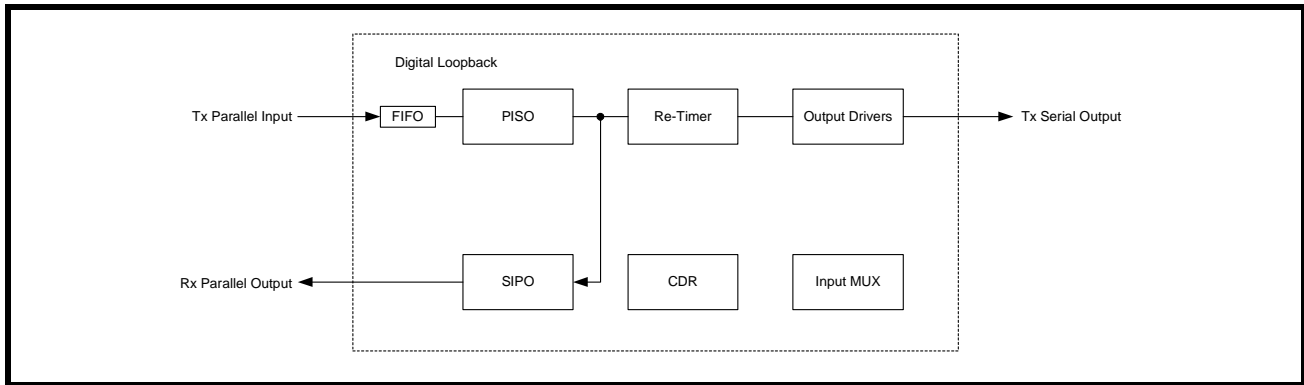 Digital Loopback
Tx Parallel Input
FIFO
PISO
Re-Timer
Output Drivers
Tx Serial Output
Rx Parallel Output
SIPO
CDR
Input MUX